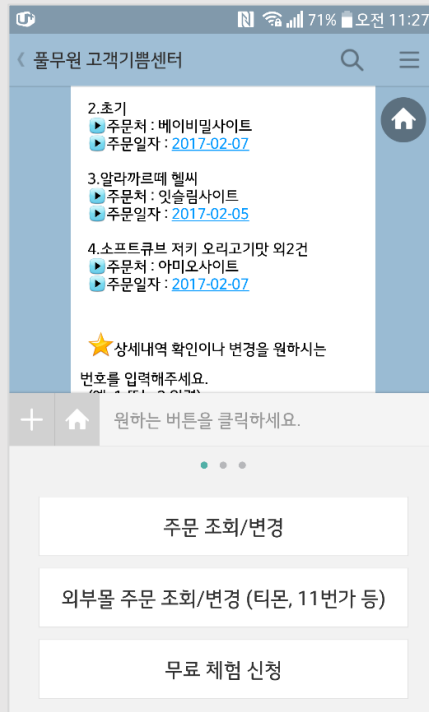 71% 오전 11:27
풀무원 고객기쁨센터
2.초기
주문처 : 베이비밀사이트
주문일자 : 2017-02-07
3.알라까르떼 헬씨
주문처 : 잇슬림사이트
주문일자 : 2017-02-05
4.소프트큐브 저키 오리고기맛 외2건
주문처 : 아미오사이트
주문일자 : 2017-02-07
상세내역 확인이나 변경을 원하시는
번호를 입력해주세요.
원하는 버튼을 클릭하세요.
주문 조회/변경
외부몰 주문 조회/변경 (티몬, 11번가 등)
무료 체험 신청